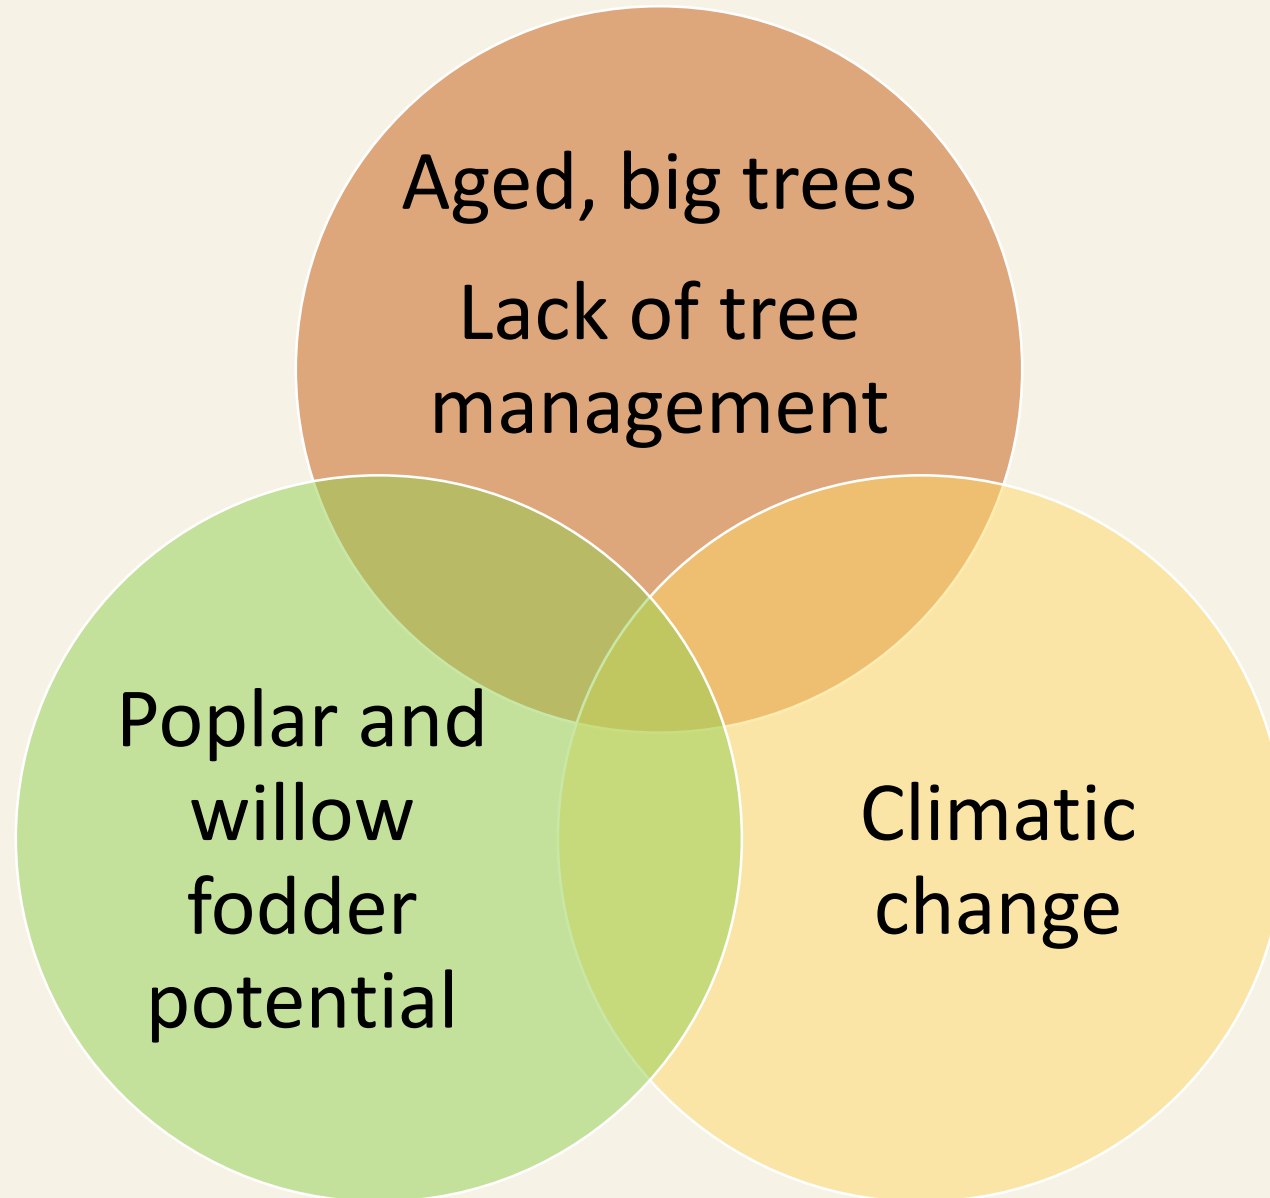 Aged, big trees
Lack of tree
management
Poplar and
willow
fodder
potential
Climatic
change